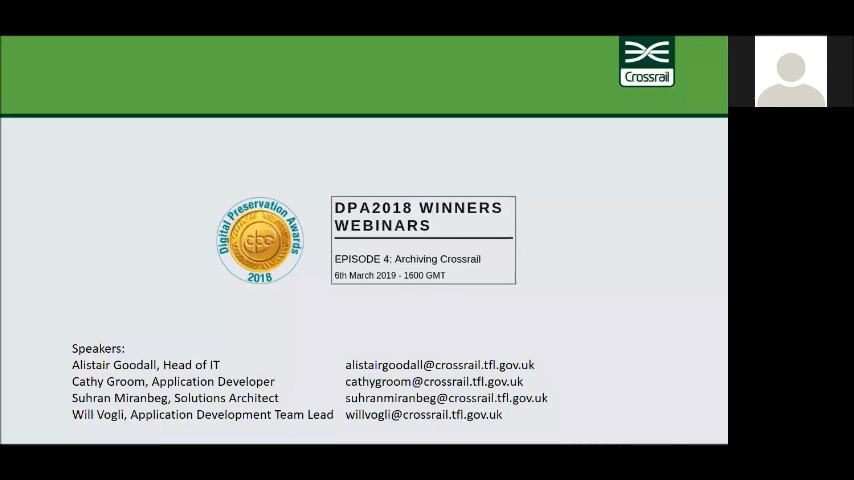 Crossrail
Digital Preservation Awards
dpc
2018
DPA2018 WINNERS
WEBINARS
EPISODE 4: Archiving Crossrail
6th March 2019 - 1600 GMT
Speakers:
Alistair Goodall, Head of IT alistairgoodall@crossrail.tfl.gov.uk
Cathy Groom, Application Developer cathygroom@crossrail.tfl.gov.uk
Suhran Miranbeg, Solutions Architect suhranmiranbeg@crossrail.tfl.gov.uk
Will Vogli, Application Development Team Lead willvogli@crossrail.tfl.gov.uk